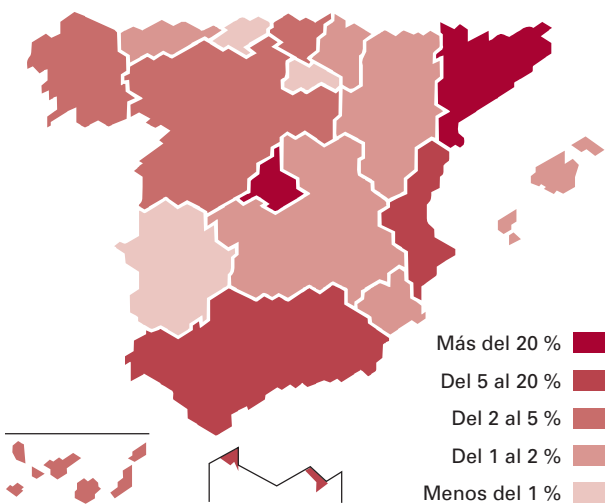 Más del 20 %
Del 5 al 20 %
Del 2 al 5 %
Del 1 al 2 %
Menos del 1 %